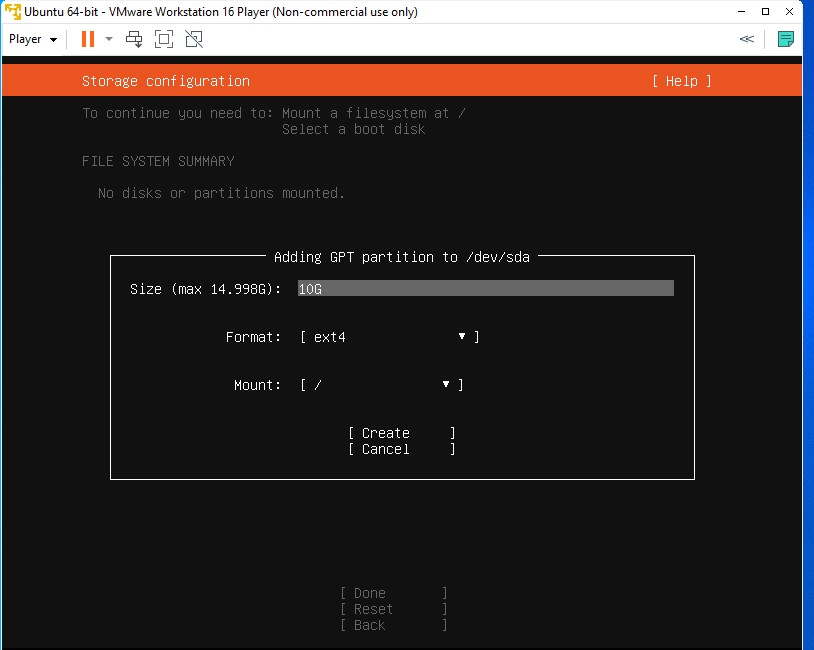 Ubuntu 64-bit - VMware Workstation 16 Player (Non-commercial use only)
Player
Storage configuration [ Help ]
To continue you need to: Mount a filesystem at /
Select a boot disk
FILE SYSTEM SUMMARY
No disks or partitions mounted.
Adding GPT partition to /dev/sda
Size (max 14.998G): 10G
Format: [ ext4 ▾ ]
Mount: [ / ▾ ]
[ Create ]
[ Cancel ]
[ Done ]
[ Reset ]
[ Back ]